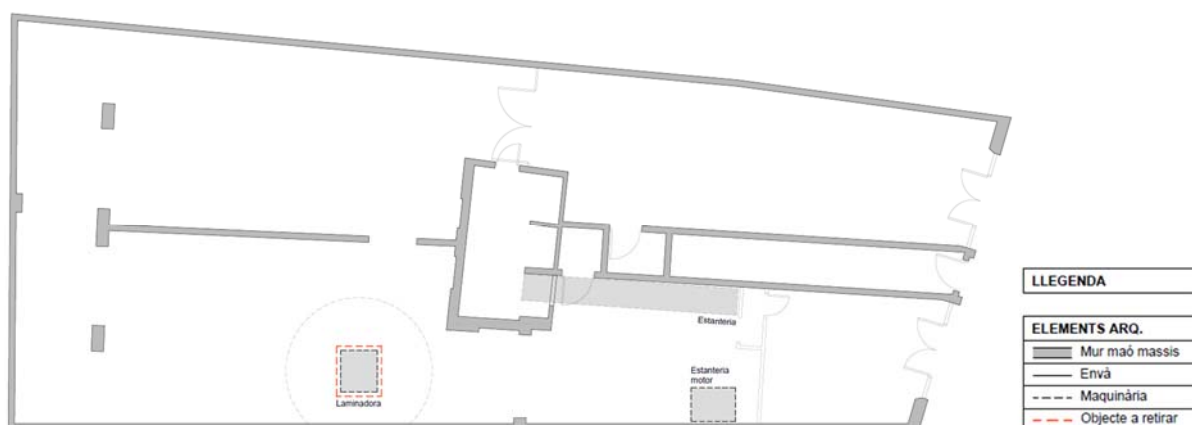 Estanteria
Estanteria
motor
Laminadora
LLEGENDA
ELEMENTS ARQ.
Mur maó massis
Envà
Maquinària
Objecte a retirar